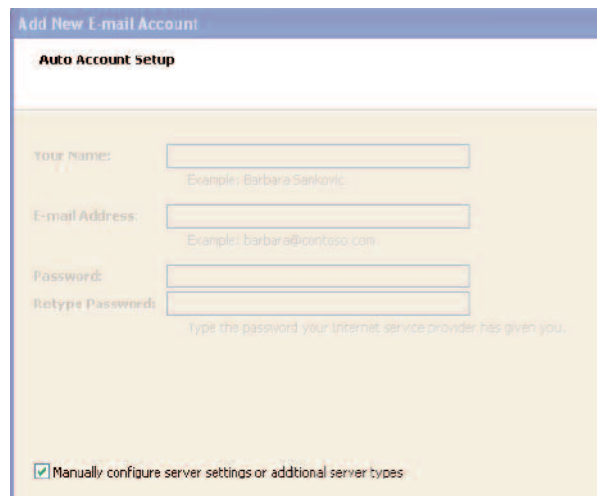 Add New E-mail Account
Auto Account Setup
Your Name:
Example: Barbara Sankovic
E-mail Address:
Example: barbara@contoso.com
Password:
Retype Password:
Type the password your Internet service provider has given you.
Manually configure server settings or addtional server types